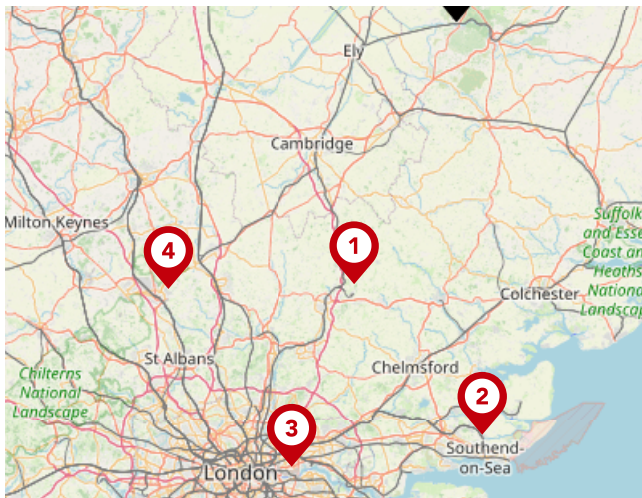 Ely
Cambridge
Milton Keynes
Suffolk
and Esse
Coast an
Heaths
Nationa
Landscap
4
1
Colchester
St Albans
Chelmsford
Chilterns
National
Landscape
2
3
Southend-
on-Sea
London